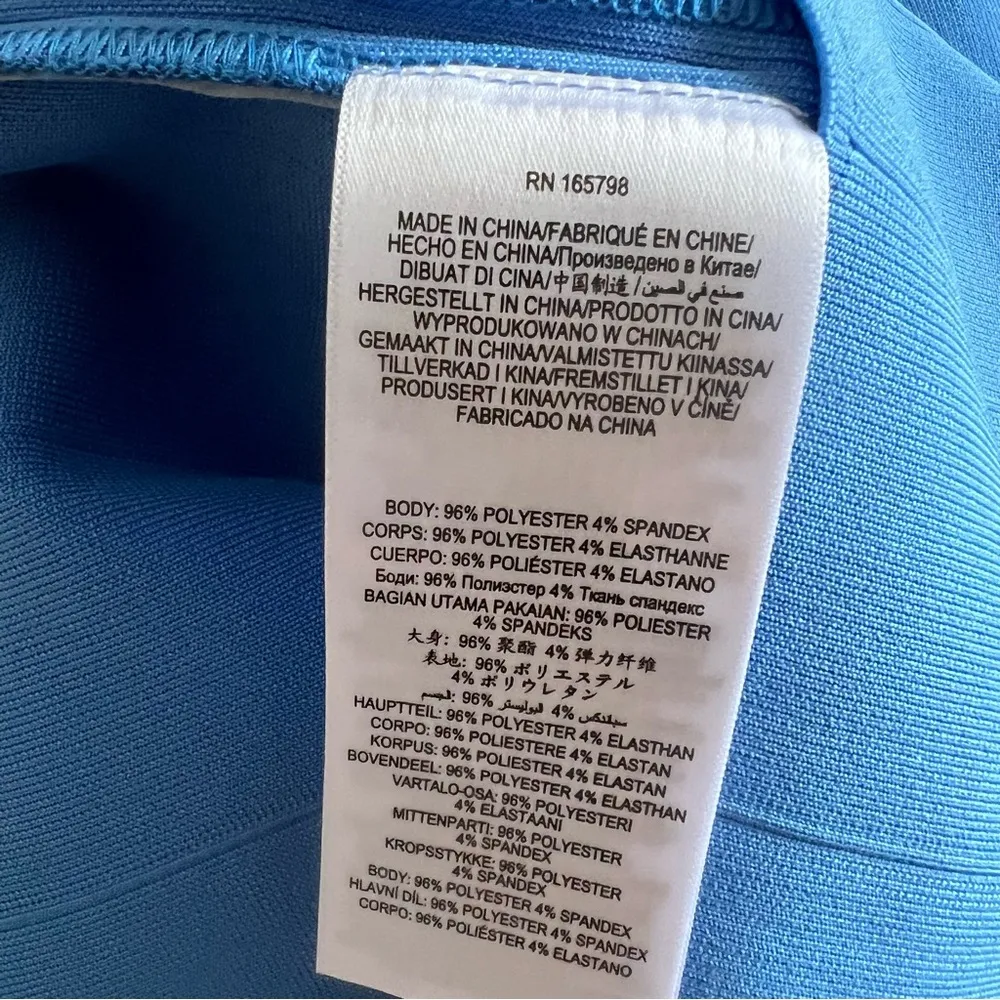 RN 165798
MADE IN CHINA/FABRIQUÉ EN CHINE/
HECHO EN CHINA/Произведено в Китае/
DIBUAT DI CINA/中国制造 /صنع في الصين
HERGESTELLT IN CHINA/PRODOTTO IN CINA/
WYPRODUKOWANO W CHINACH/
GEMAAKT IN CHINA/VALMISTETTU KIINASSA/
TILLVERKAD I KINA/FREMSTILLET I KINA/
PRODUSERT I KINA/VYROBENO V ČÍNĚ/
FABRICADO NA CHINA
BODY: 96% POLYESTER 4% SPANDEX
CORPS: 96% POLYESTER 4% ELASTHANNE
CUERPO: 96% POLIÉSTER 4% ELASTANO
Боди: 96% Полиэстер 4% Ткань спандекс
BAGIAN UTAMA PAKAIAN: 96% POLIESTER
4% SPANDEKS
大身: 96% 聚酯 4% 弹力纤维
表地: 96% ポリエステル
4% ポリウレタン
الجسم: 96% البوليستر 4% سباندكس
HAUPTTEIL: 96% POLYESTER 4% ELASTHAN
CORPO: 96% POLIESTERE 4% ELASTAN
KORPUS: 96% POLIESTER 4% ELASTAN
BOVENDEEL: 96% POLYESTER 4% ELASTHAN
VARTALO-OSA: 96% POLYESTERI
4% ELASTAANI
MITTENPARTI: 96% POLYESTER
4% SPANDEX
KROPSSTYKKE: 96% POLYESTER
4% SPANDEX
BODY: 96% POLYESTER 4% SPANDEX
HLAVNÍ DÍL: 96% POLYESTER 4% SPANDEX
CORPO: 96% POLIÉSTER 4% ELASTANO